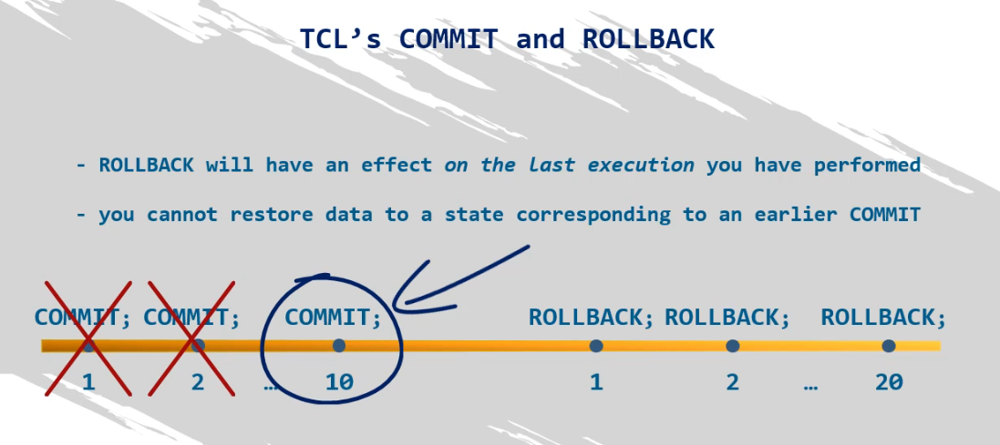 TCL’s COMMIT and ROLLBACK
- ROLLBACK will have an effect on the last execution you have performed
- you cannot restore data to a state corresponding to an earlier COMMIT
COMMIT; COMMIT; COMMIT; ROLLBACK; ROLLBACK; ROLLBACK;
1 2 … 10 1 2 … 20